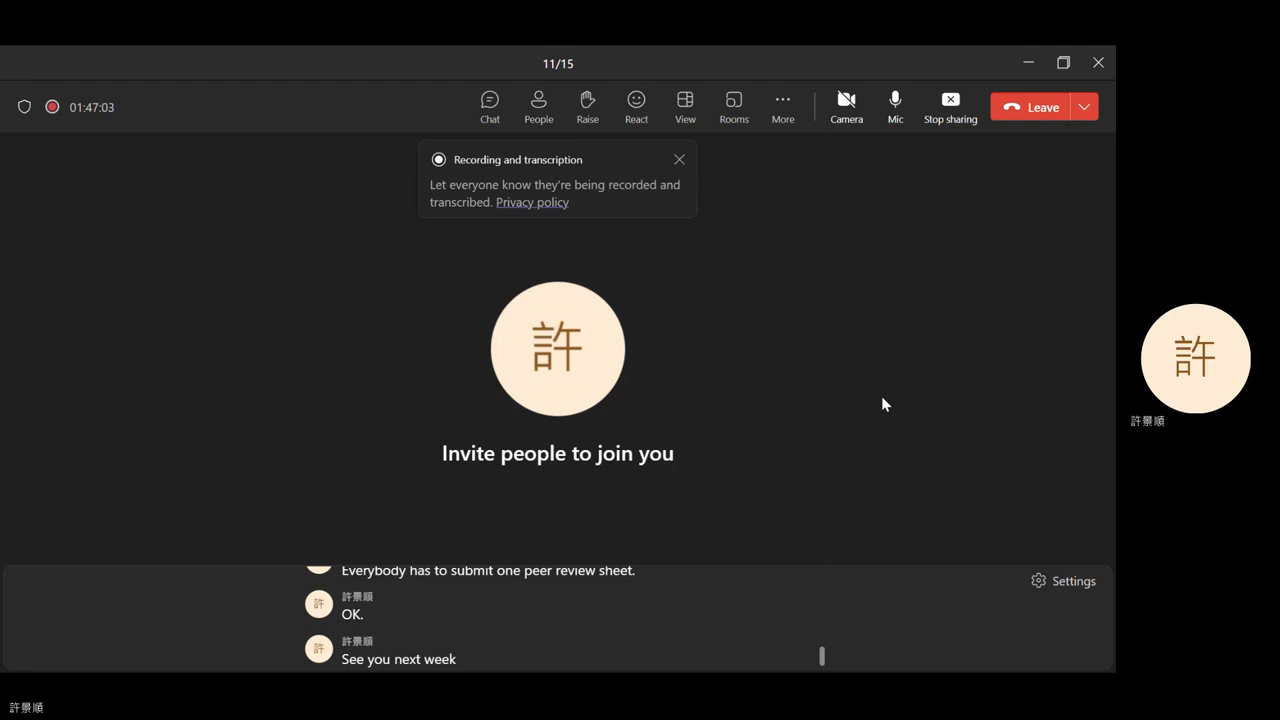 11/15
01:47:03
Chat
People
Raise
React
View
Rooms
More
Camera
Mic
Stop sharing
Leave
Recording and transcription
Let everyone know they're being recorded and
transcribed. Privacy policy
許
Invite people to join you
許
許景順
Everybody has to submit one peer review sheet.
Settings
許
許景順
OK.
許
許景順
See you next week
許景順